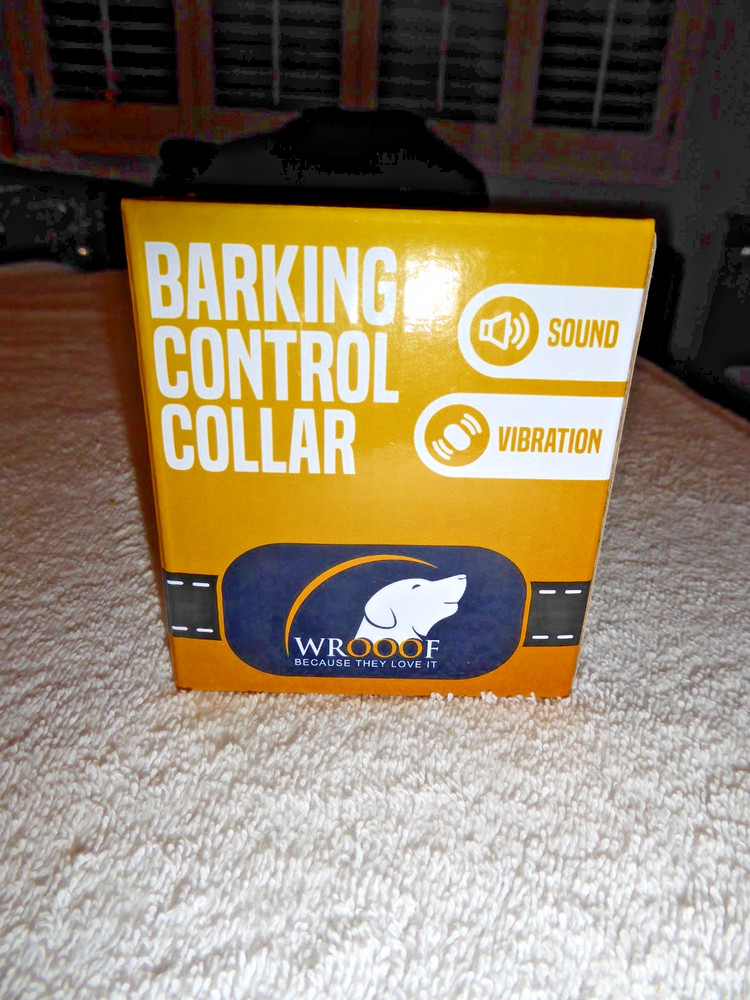 BARKING
CONTROL
COLLAR
SOUND
VIBRATION
WROOOF
BECAUSE THEY LOVE IT